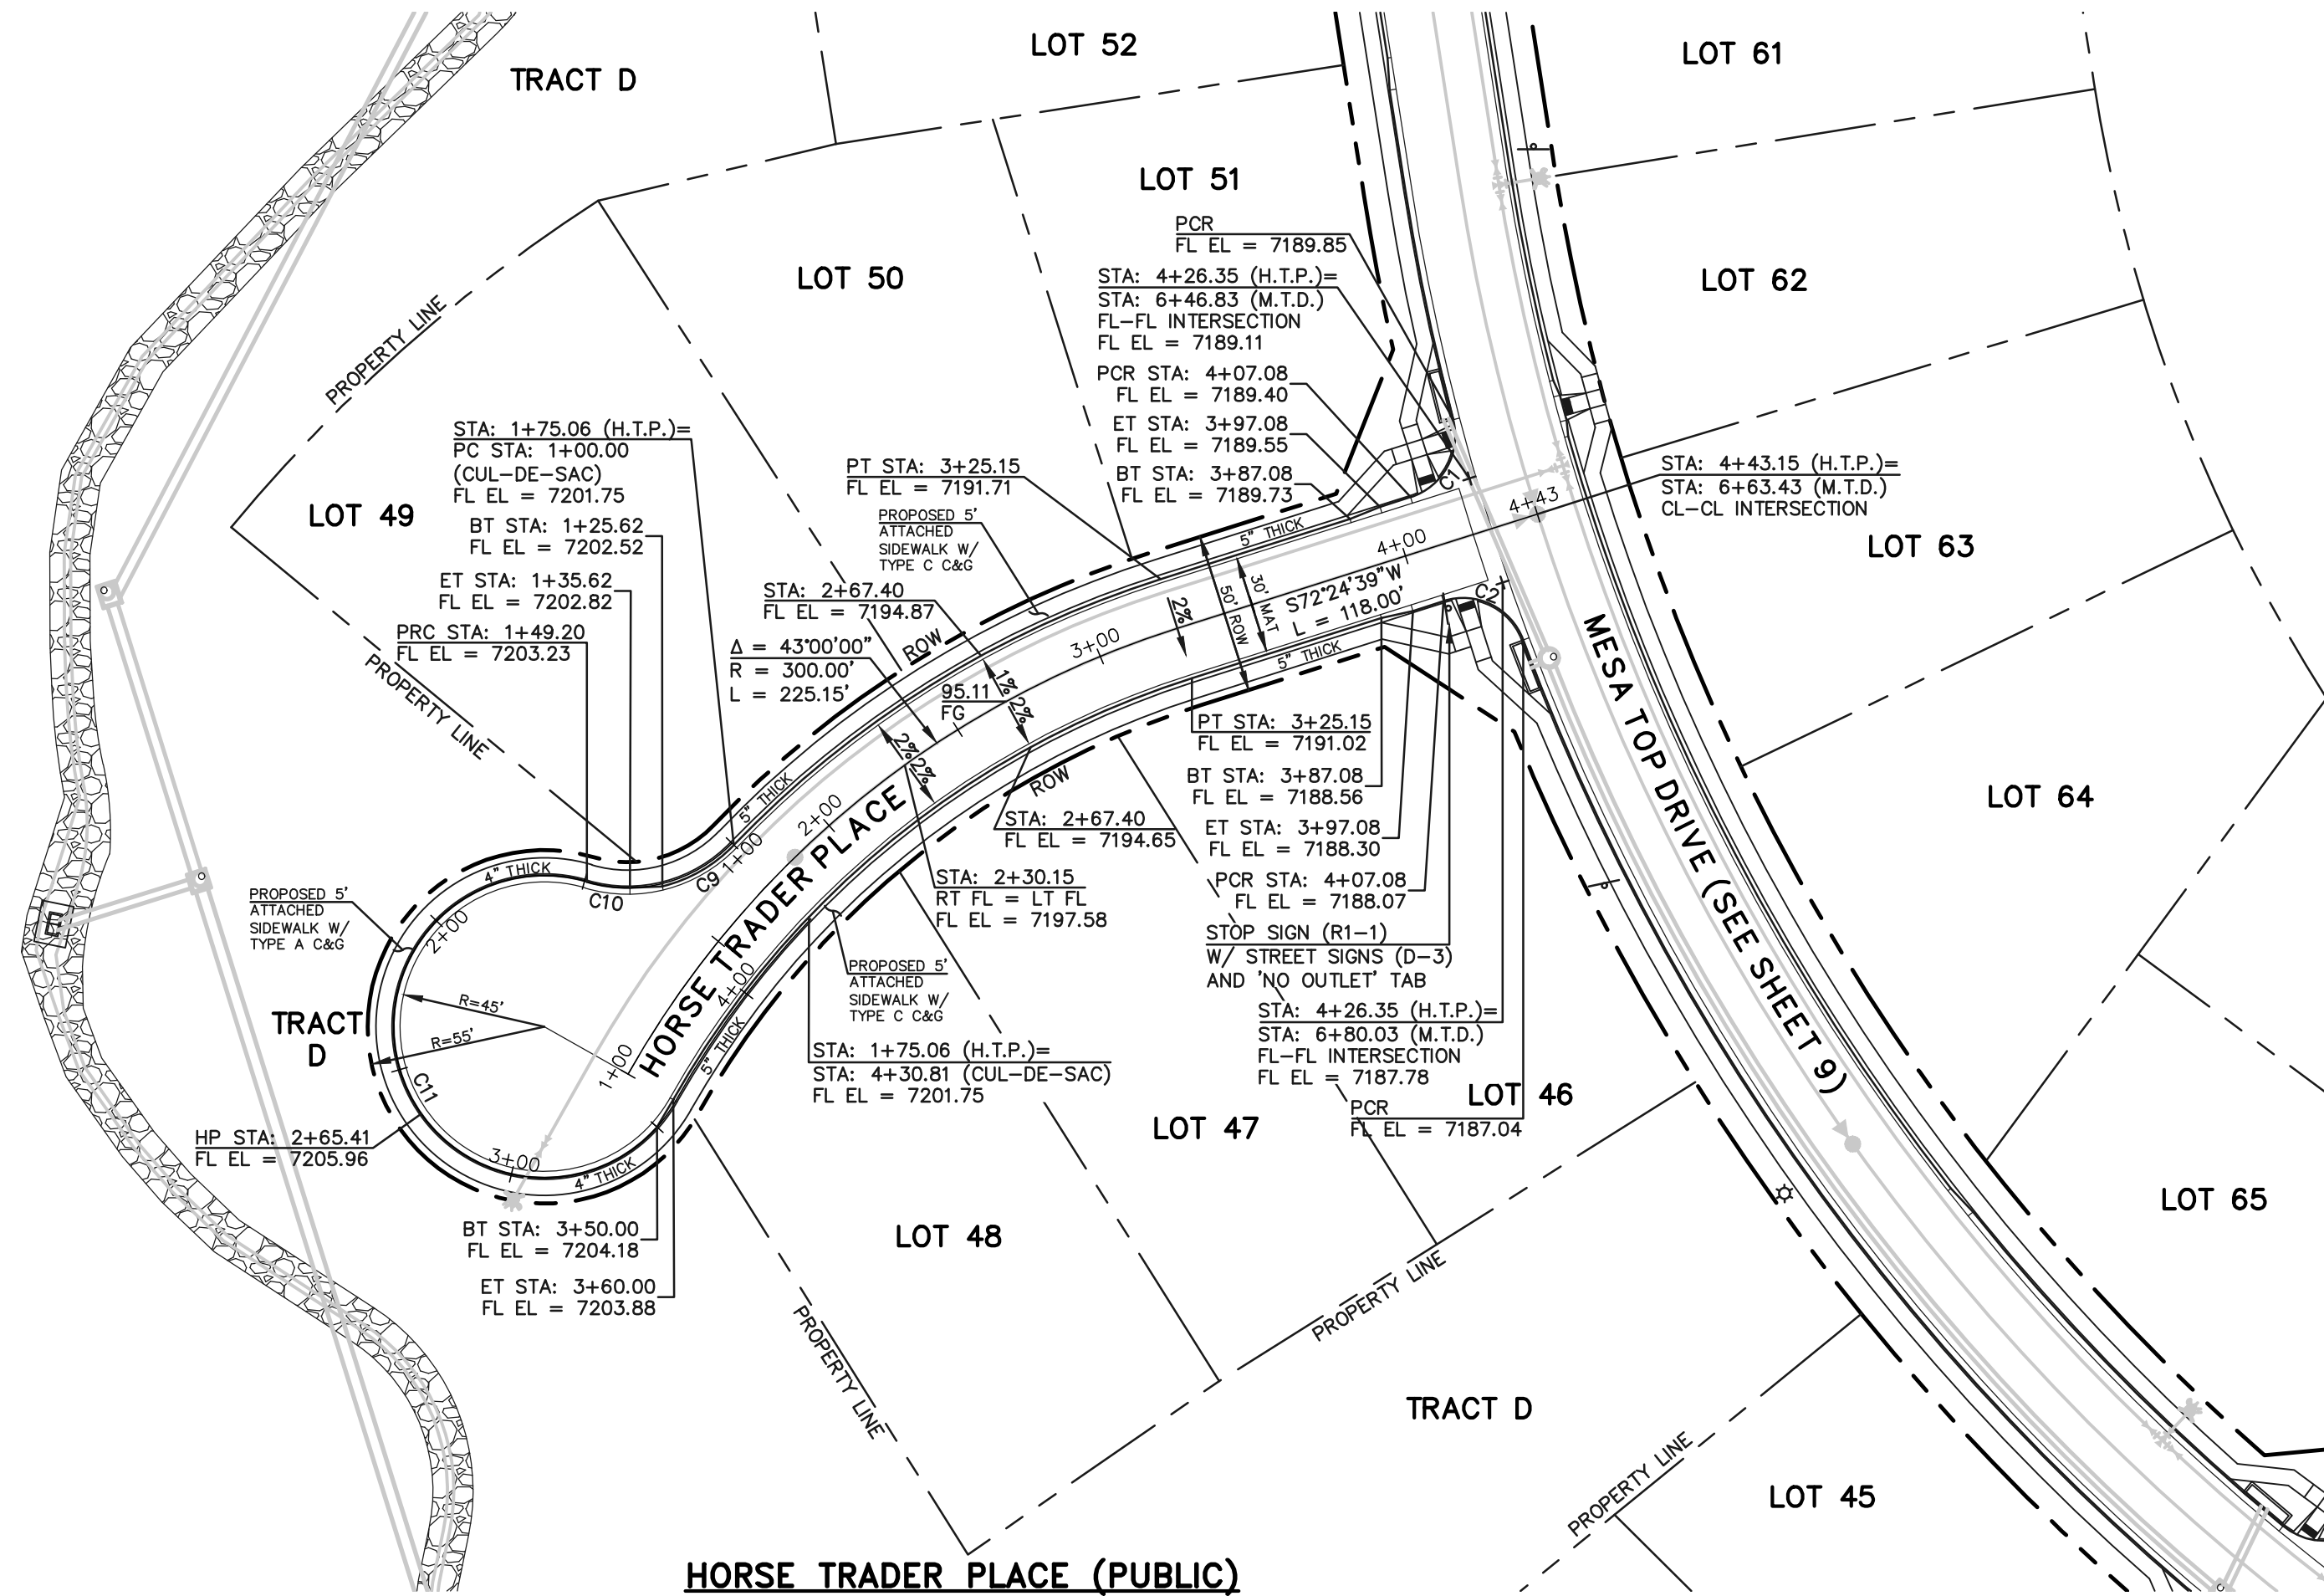 TRACT D
LOT 52
LOT 61
LOT 51
LOT 50
LOT 62
PCR
FL EL = 7189.85
STA: 4+26.35 (H.T.P.)=
STA: 6+46.83 (M.T.D.)
FL-FL INTERSECTION
FL EL = 7189.11
PCR STA: 4+07.08
FL EL = 7189.40
ET STA: 3+97.08
FL EL = 7189.55
BT STA: 3+87.08
FL EL = 7189.73
PROPERTY LINE
STA: 1+75.06 (H.T.P.)=
PC STA: 1+00.00
(CUL-DE-SAC)
FL EL = 7201.75
BT STA: 1+25.62
FL EL = 7202.52
ET STA: 1+35.62
FL EL = 7202.82
PRC STA: 1+49.20
FL EL = 7203.23
LOT 49
PROPERTY LINE
PT STA: 3+25.15
FL EL = 7191.71
PROPOSED 5'
ATTACHED
SIDEWALK W/
TYPE C C&G
STA: 2+67.40
FL EL = 7194.87
Δ = 43°00'00"
R = 300.00'
L = 225.15'
ROW
95.11
FG
1%
2%
2%
2%
2%
5" THICK
C1
4+43
4+00
30' MAT
50' ROW
S72°24'39"W
L = 118.00'
3+00
5" THICK
C2
STA: 4+43.15 (H.T.P.)=
STA: 6+63.43 (M.T.D.)
CL-CL INTERSECTION
LOT 63
MESA TOP DRIVE (SEE SHEET 9)
LOT 64
PT STA: 3+25.15
FL EL = 7191.02
BT STA: 3+87.08
FL EL = 7188.56
ET STA: 3+97.08
FL EL = 7188.30
PCR STA: 4+07.08
FL EL = 7188.07
STOP SIGN (R1-1)
W/ STREET SIGNS (D-3)
AND 'NO OUTLET' TAB
STA: 4+26.35 (H.T.P.)=
STA: 6+80.03 (M.T.D.)
FL-FL INTERSECTION
FL EL = 7187.78
PCR
FL EL = 7187.04
LOT 46
ROW
STA: 2+67.40
FL EL = 7194.65
STA: 2+30.15
RT FL = LT FL
FL EL = 7197.58
5" THICK
2+00
1+00
C9
C10
4" THICK
HORSE TRADER PLACE
PROPOSED 5'
ATTACHED
SIDEWALK W/
TYPE A C&G
2+00
4+00
PROPOSED 5'
ATTACHED
SIDEWALK W/
TYPE C C&G
R=45'
R=55'
TRACT
D
C11
1+00
5" THICK
STA: 1+75.06 (H.T.P.)=
STA: 4+30.81 (CUL-DE-SAC)
FL EL = 7201.75
HP STA: 2+65.41
FL EL = 7205.96
3+00
4" THICK
LOT 47
LOT 65
BT STA: 3+50.00
FL EL = 7204.18
LOT 48
ET STA: 3+60.00
FL EL = 7203.88
PROPERTY LINE
PROPERTY LINE
TRACT D
PROPERTY LINE
LOT 45
HORSE TRADER PLACE (PUBLIC)